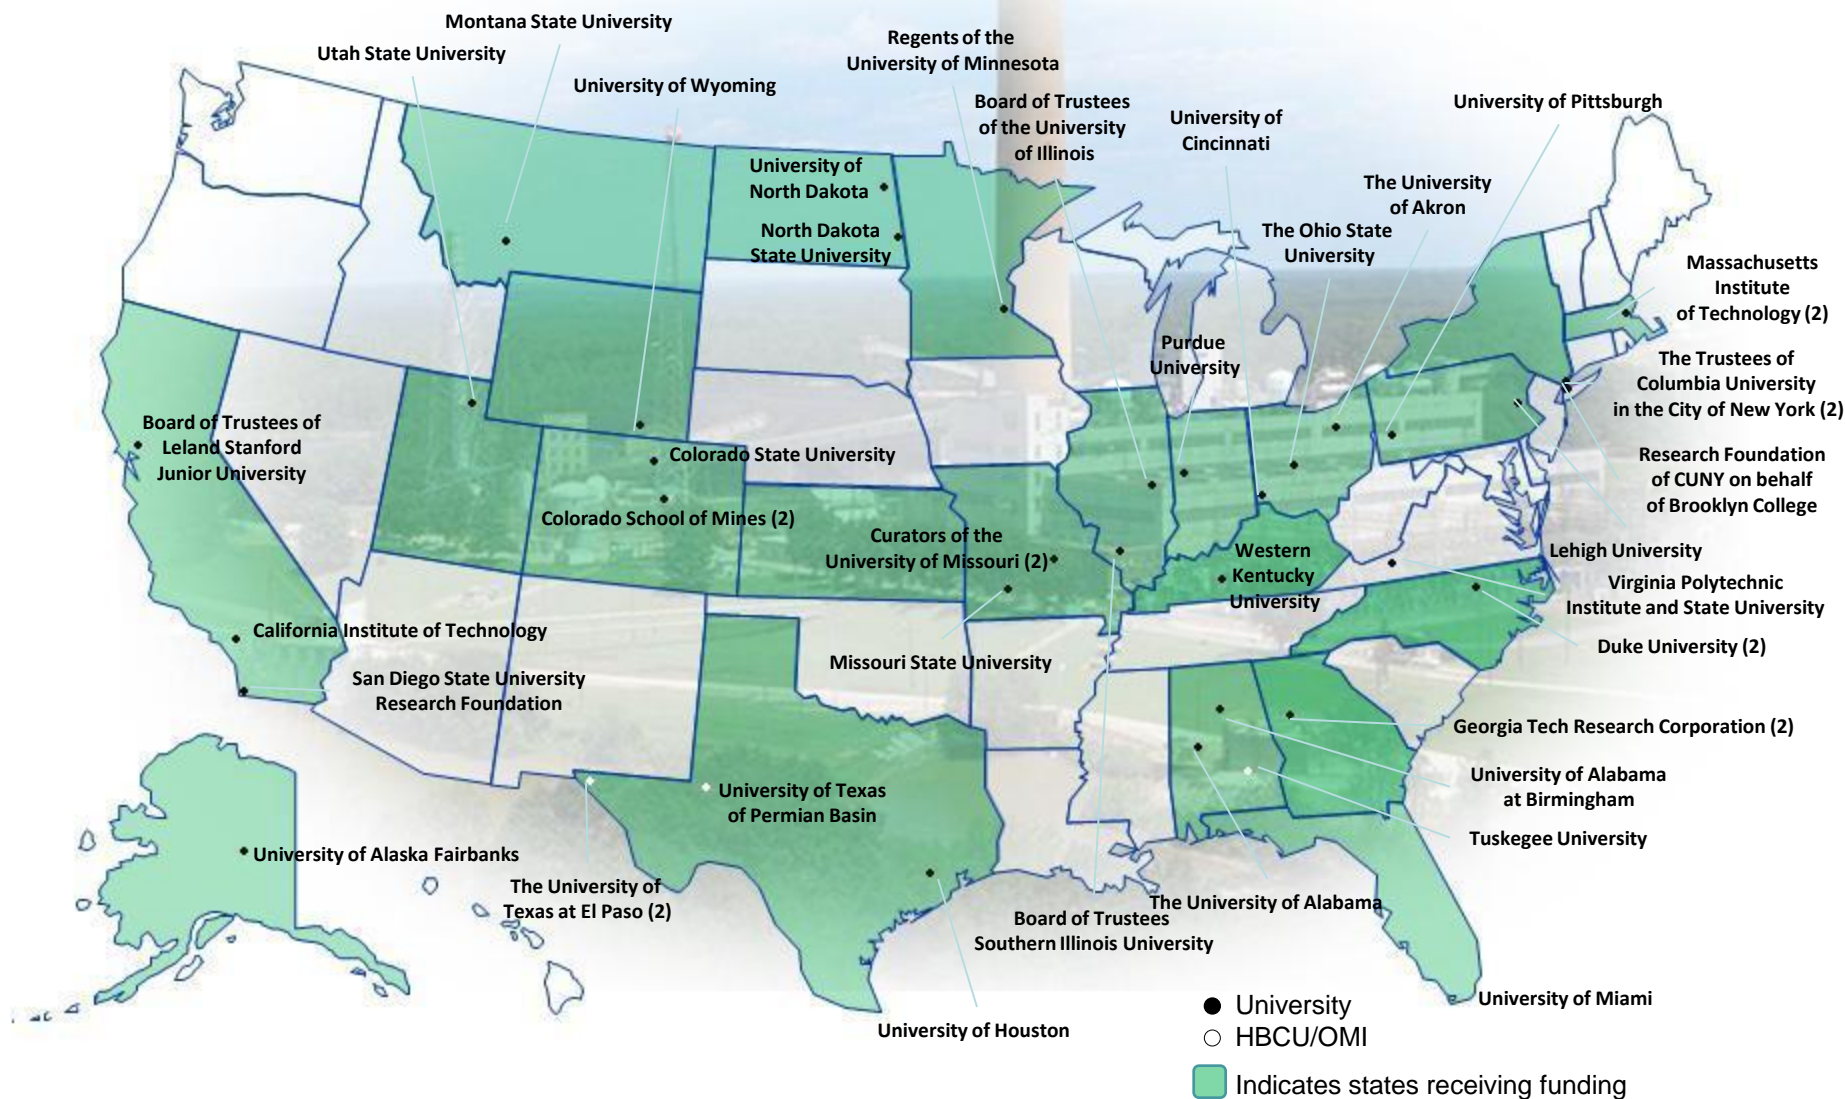 Montana State University
Utah State University
University of Wyoming
Regents of the
University of Minnesota
Board of Trustees
of the University
of Illinois
University of
Cincinnati
University of Pittsburgh
The University
of Akron
The Ohio State
University
University of
North Dakota
North Dakota
State University
Massachusetts
Institute
of Technology (2)
Purdue
University
The Trustees of
Columbia University
in the City of New York (2)
Board of Trustees of
Leland Stanford
Junior University
Colorado State University
Research Foundation
of CUNY on behalf
of Brooklyn College
Colorado School of Mines (2)
Curators of the
University of Missouri (2)
Western
Kentucky
University
Lehigh University
Virginia Polytechnic
Institute and State University
California Institute of Technology
Duke University (2)
Missouri State University
San Diego State University
Research Foundation
Georgia Tech Research Corporation (2)
University of Texas
of Permian Basin
University of Alabama
at Birmingham
Tuskegee University
University of Alaska Fairbanks
The University of
Texas at El Paso (2)
The University of Alabama
Board of Trustees
Southern Illinois University
University of Miami
University of Houston
University
HBCU/OMI
Indicates states receiving funding